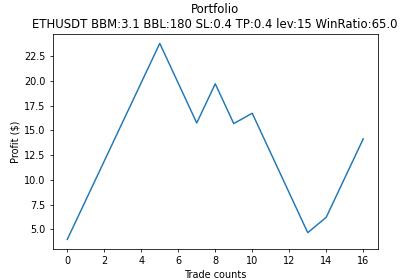 Portfolio
ETHUSDT BBM:3.1 BBL:180 SL:0.4 TP:0.4 lev:15 WinRatio:65.0
22.5
20.0
17.5
15.0
12.5
10.0
7.5
5.0
Profit ($)
0 2 4 6 8 10 12 14 16
Trade counts